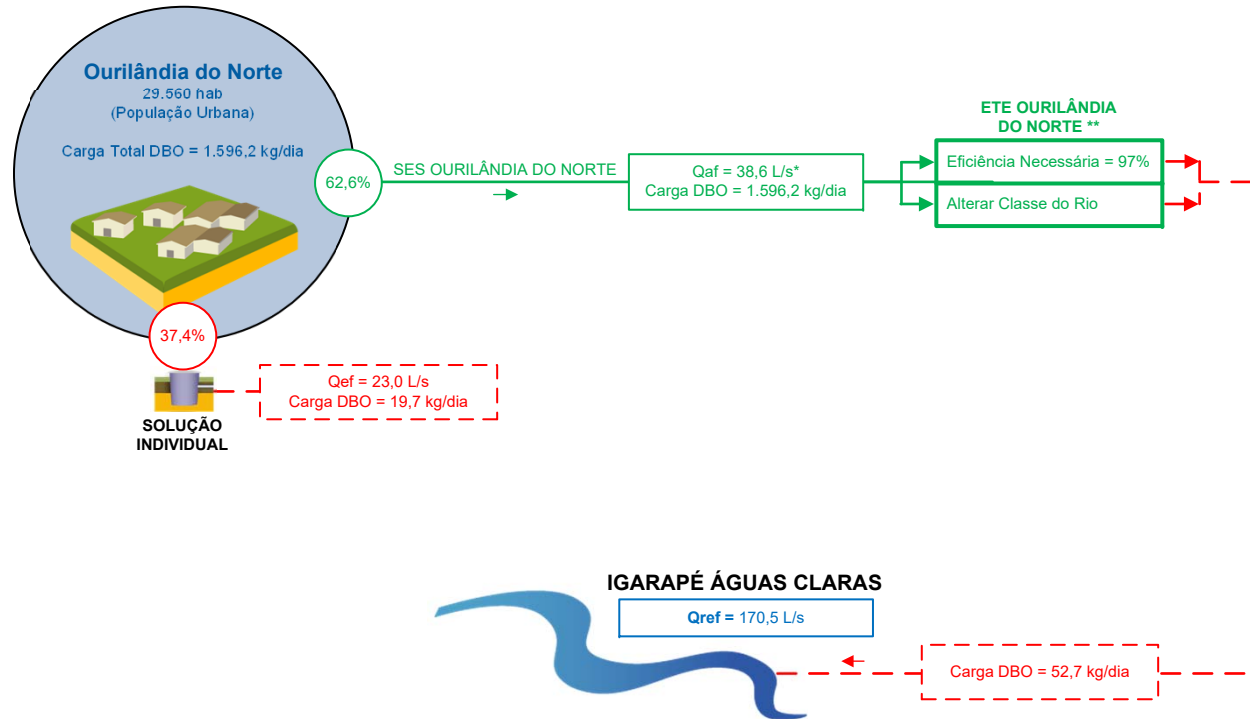 Ourilândia do Norte
29.560 hab
(População Urbana)
Carga Total DBO = 1.596,2 kg/dia
62,6%
SES OURILÂNDIA DO NORTE
Qaf = 38,6 L/s*
Carga DBO = 1.596,2 kg/dia
ETE OURILÂNDIA
DO NORTE **
Eficiência Necessária = 97%
Alterar Classe do Rio
37,4%
SOLUÇÃO
INDIVIDUAL
Qef = 23,0 L/s
Carga DBO = 19,7 kg/dia
IGARAPÉ ÁGUAS CLARAS
Qref = 170,5 L/s
Carga DBO = 52,7 kg/dia